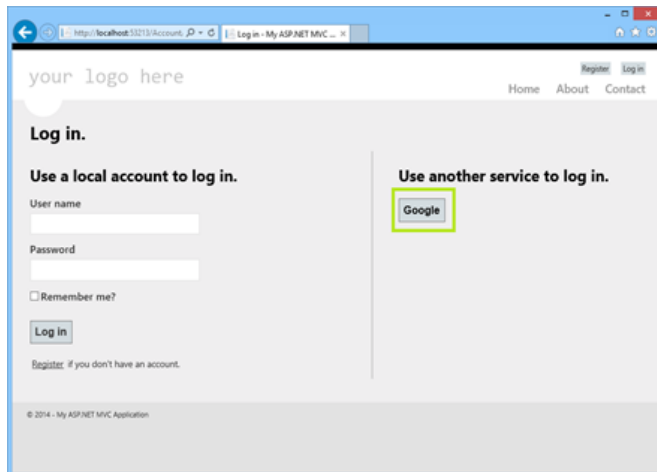 http://localhost:53213/Account.
Log in - My ASP.NET MVC ...
your logo here
Register Log in
Home About Contact
Log in.
Use a local account to log in.
User name
Password
Remember me?
Log in
Register if you don't have an account.
Use another service to log in.
Google
© 2014 - My ASP.NET MVC Application